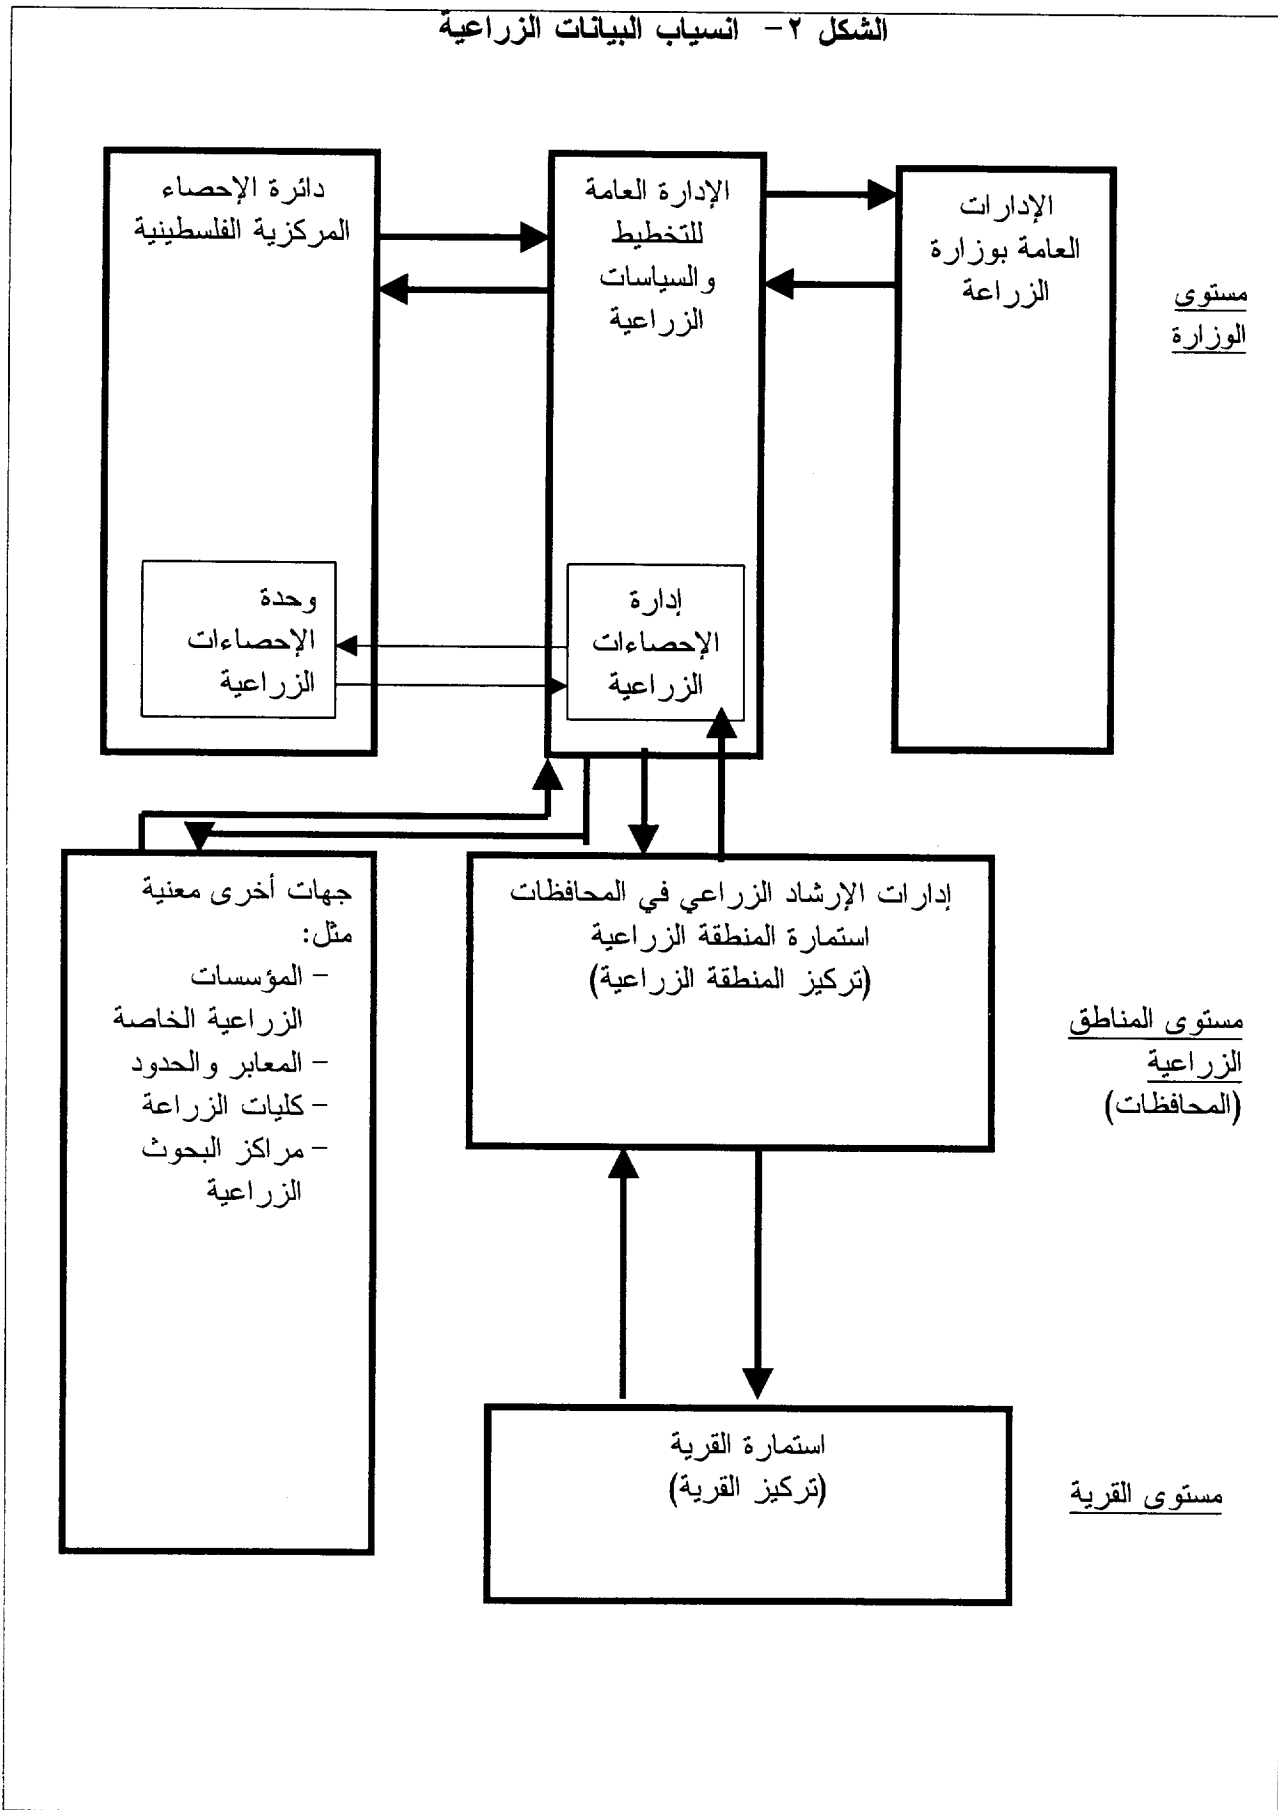 الشكل ٢- انسياب البيانات الزراعية
الإدارات
العامة بوزارة
الزراعة
الإدارة العامة
للتخطيط
والسياسات
الزراعية
دائرة الإحصاء
المركزية الفلسطينية
مستوى
الوزارة
إدارة
الإحصاءات
الزراعية
وحدة
الإحصاءات
الزراعية
إدارات الإرشاد الزراعي في المحافظات
استمارة المنطقة الزراعية
(تركيز المنطقة الزراعية)
جهات أخرى معنية
مثل:
- المؤسسات
الزراعية الخاصة
- المعابر والحدود
- كليات الزراعة
- مراكز البحوث
الزراعية
مستوى المناطق
الزراعية
(المحافظات)
استمارة القرية
(تركيز القرية)
مستوى القرية